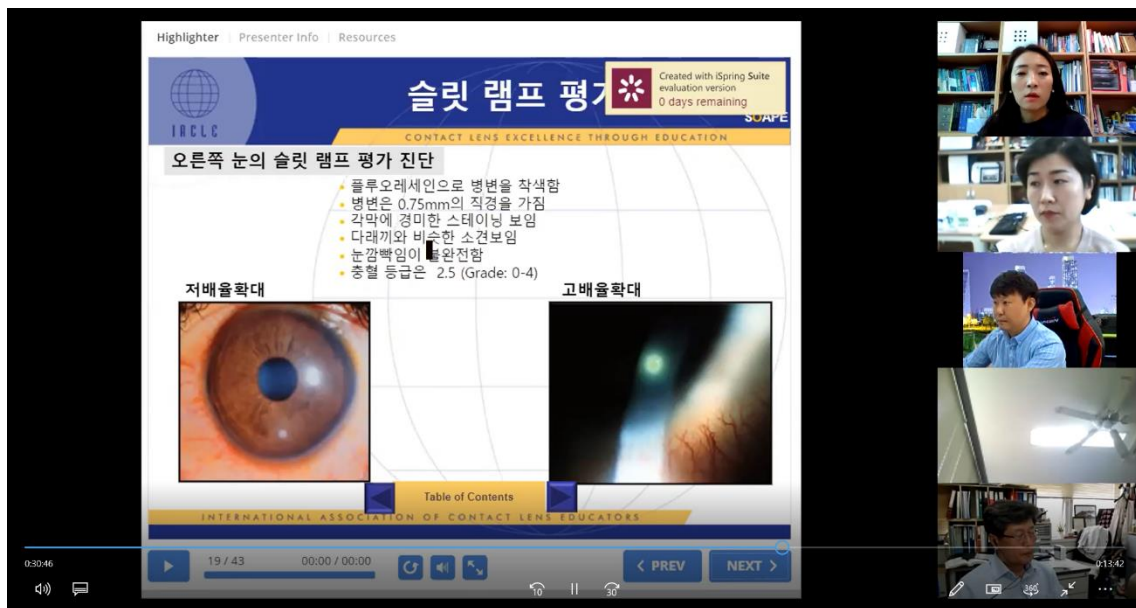 Highlighter | Presenter Info | Resources
IACLE
슬릿 램프 평가
Created with iSpring Suite
evaluation version
0 days remaining
SOAPE
CONTACT LENS EXCELLENCE THROUGH EDUCATION
오른쪽 눈의 슬릿 램프 평가 진단
• 플루오레세인으로 병변을 착색함
• 병변은 0.75mm의 직경을 가짐
• 각막에 경미한 스테이닝 보임
• 다래끼와 비슷한 소견보임
• 눈깜빡임이 불완전함
• 충혈 등급은 2.5 (Grade: 0-4)
저배율확대
고배율확대
Table of Contents
INTERNATIONAL ASSOCIATION OF CONTACT LENS EDUCATORS
19 / 43
00:00 / 00:00
< PREV
NEXT >
0:30:46
0:13:42
10
30
360°